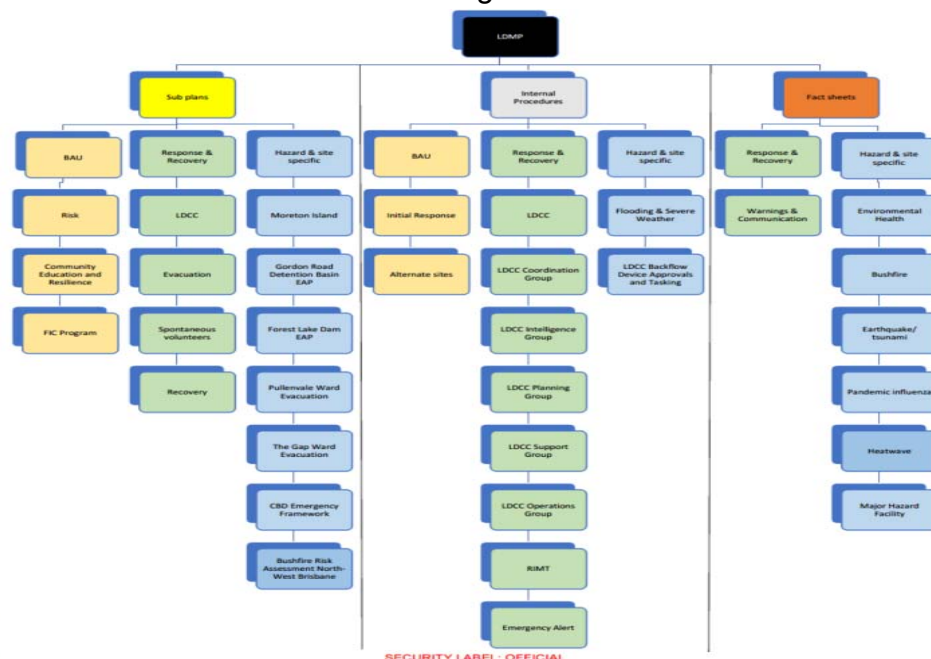 LDMP
Sub plans
BAU
Risk
Community
Education and
Resilience
FIC Program
Response &
Recovery
LDCC
Evacuation
Spontaneous
volunteers
Recovery
Hazard & site
specific
Moreton Island
Gordon Road
Detention Basin
EAP
Forest Lake Dam
EAP
Pullenvale Ward
Evacuation
The Gap Ward
Evacuation
CBD Emergency
Framework
Bushfire Risk
Assessment North-
West Brisbane
Internal
Procedures
BAU
Initial Response
Alternate sites
Response &
Recovery
LDCC
LDCC Coordination
Group
LDCC Intelligence
Group
LDCC Planning
Group
LDCC Support
Group
LDCC Operations
Group
RIMT
Emergency Alert
Hazard & site
specific
Flooding & Severe
Weather
LDCC Backflow
Device Approvals
and Tasking
Fact sheets
Response &
Recovery
Warnings &
Communication
Hazard & site
specific
Environmental
Health
Bushfire
Earthquake/
tsunami
Pandemic influenza
Heatwave
Major Hazard
Facility
SECURITY LABEL: OFFICIAL